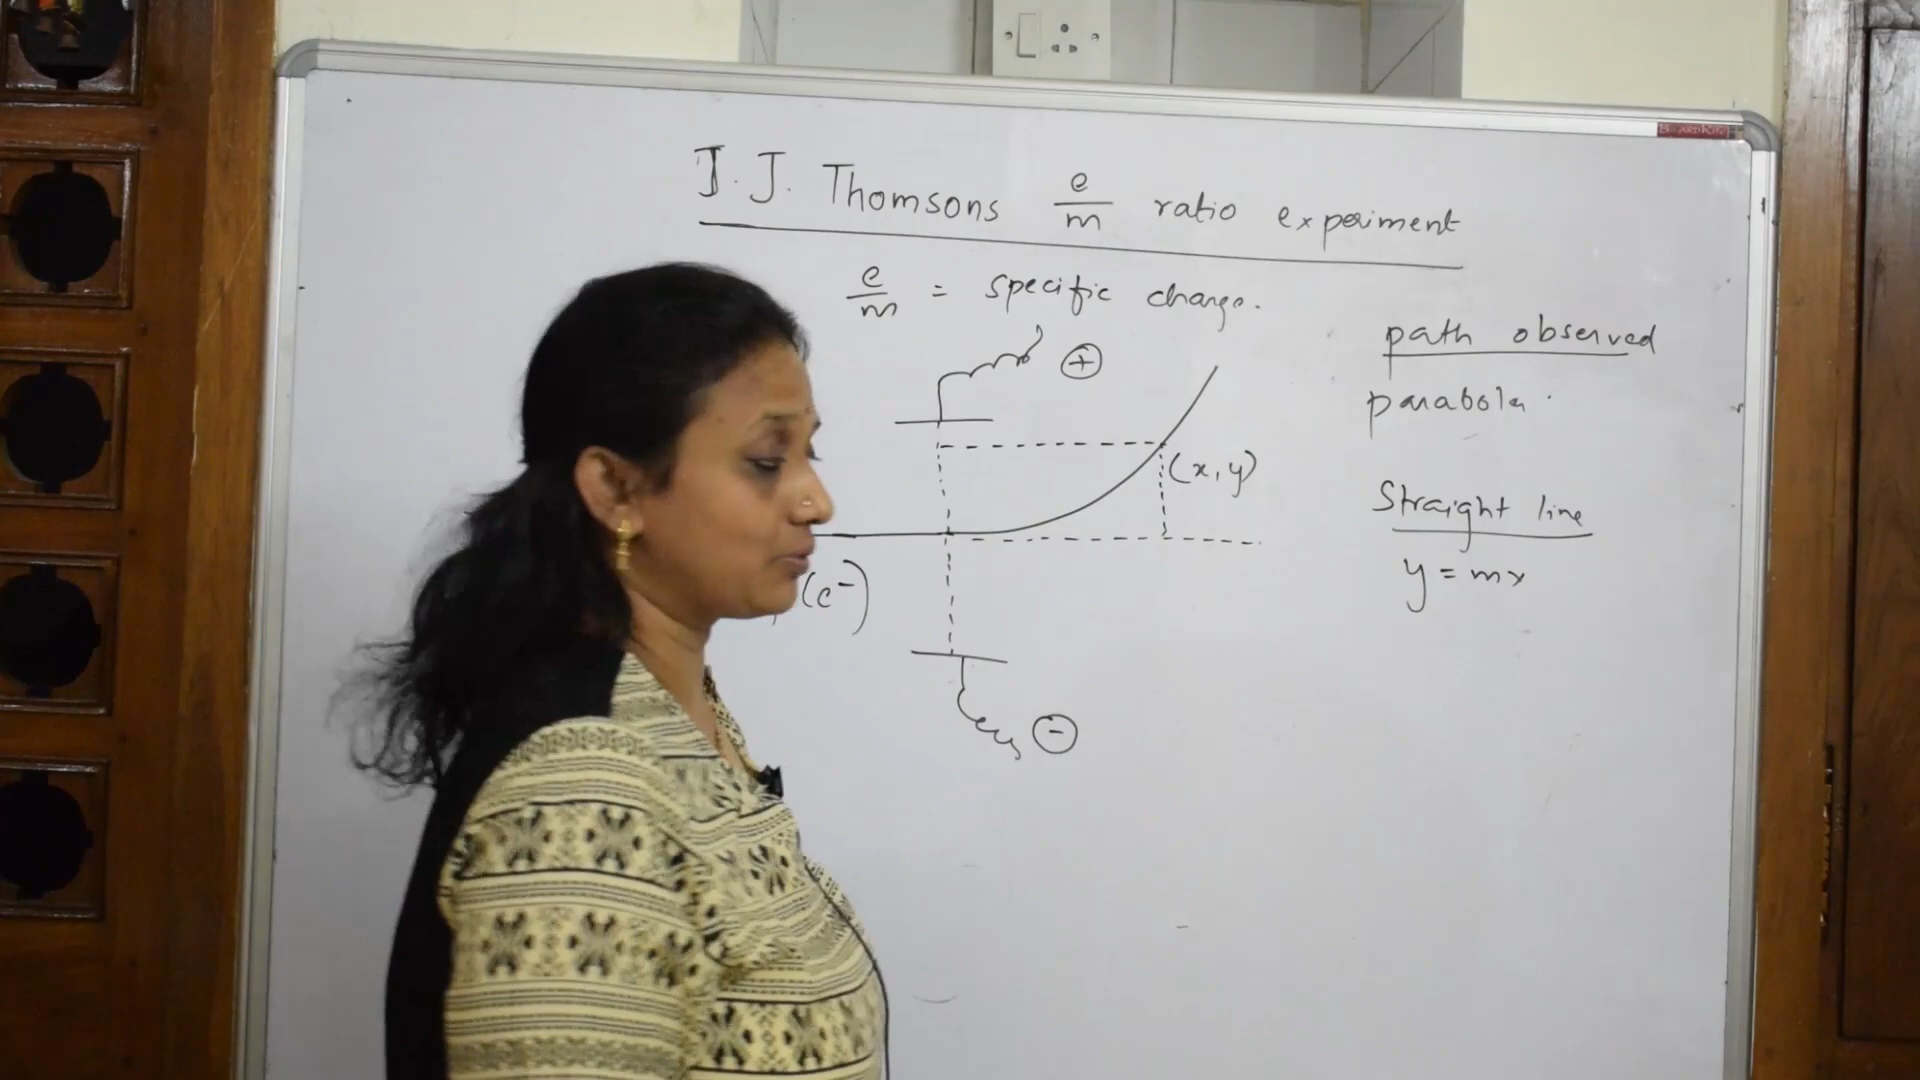 J. J. Thomsons e/m ratio experiment
e/m = specific charge.
+
(x, y)
(e⁻)
-
path observed
parabola
Straight line
y = mx